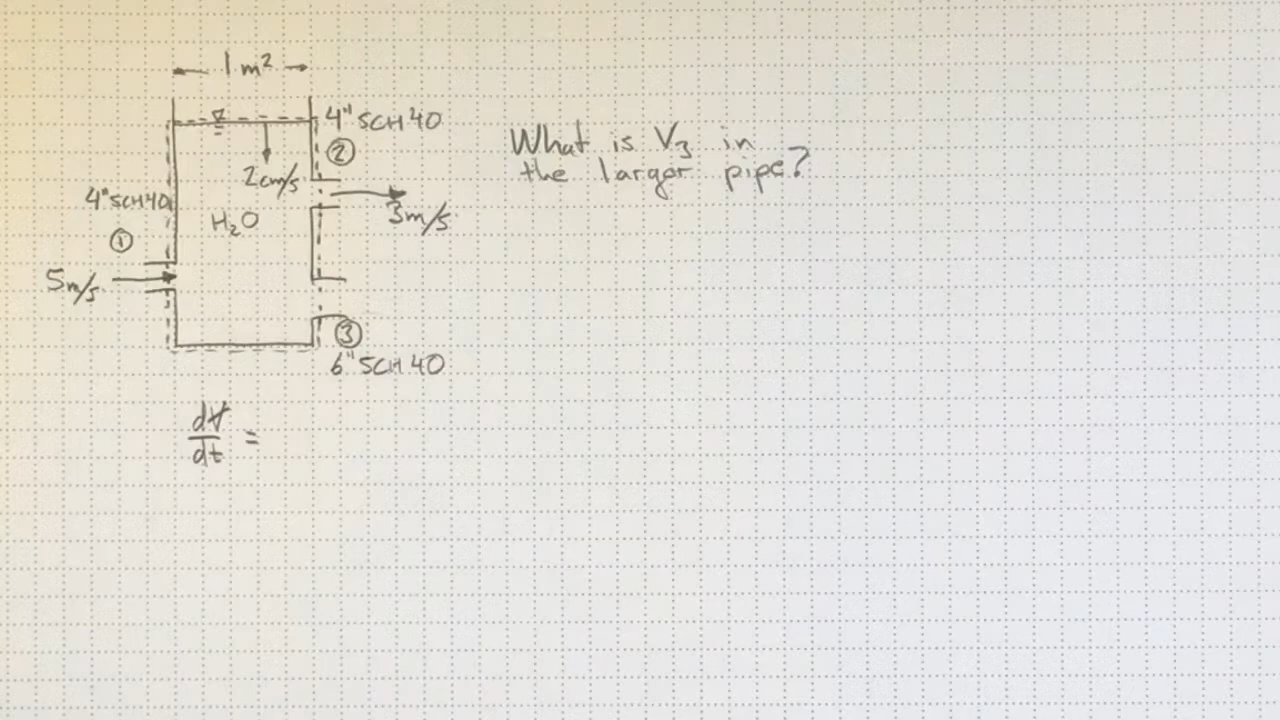 1 m²
4" SCH 40
②
2 cm/s
4" SCH 40
H₂O
3 m/s
①
5 m/s
③
6" SCH 40
What is V₃ in
the larger pipe?
dV̶/dt =